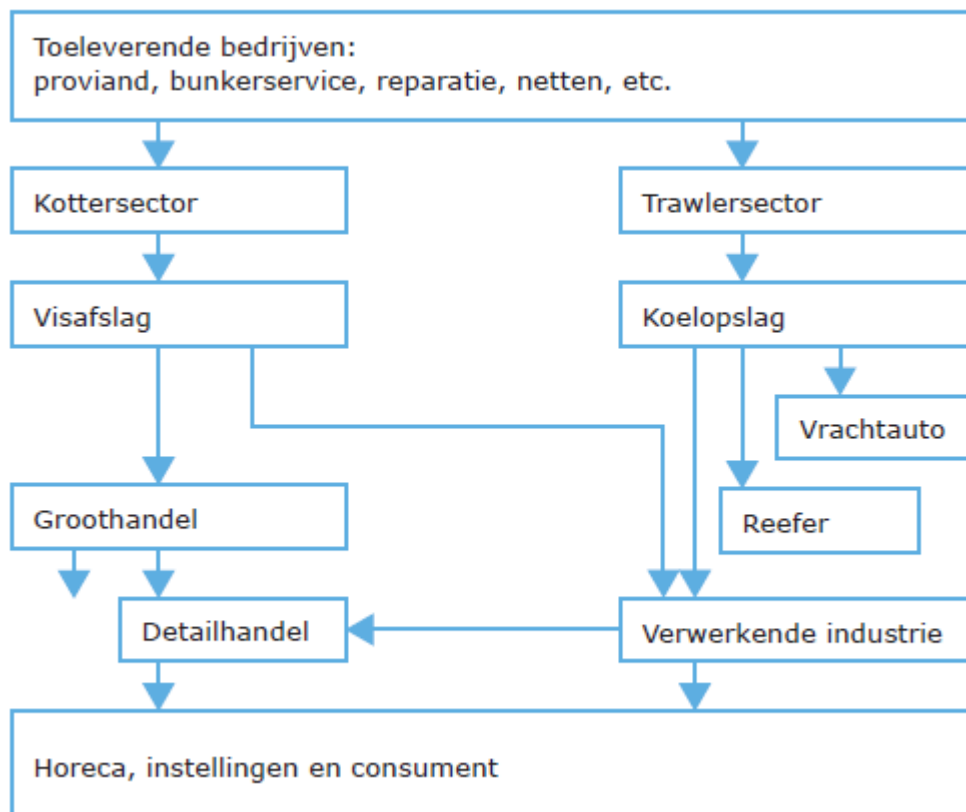 Toeleverende bedrijven:
proviand, bunkerservice, reparatie, netten, etc.
Kottersector
Trawlersector
Visafslag
Koelopslag
Vrachtauto
Groothandel
Reefer
Detailhandel
Verwerkende industrie
Horeca, instellingen en consument